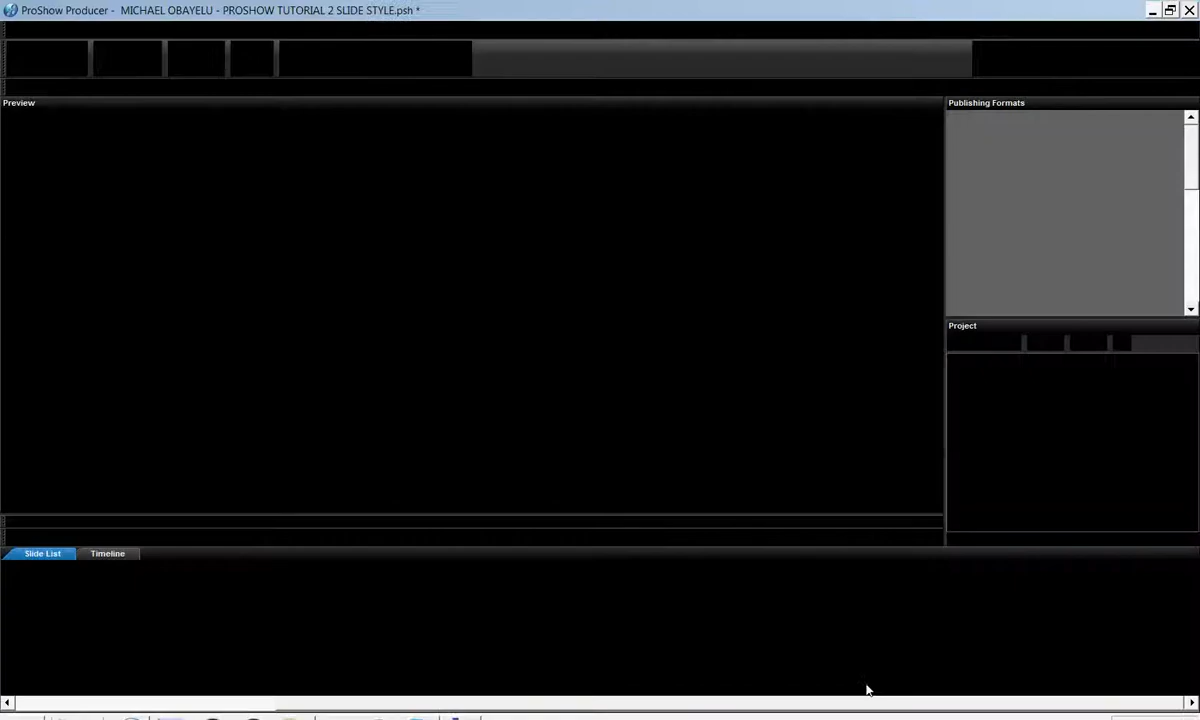 ProShow Producer - MICHAEL OBAYELU - PROSHOW TUTORIAL 2 SLIDE STYLE.psh *
Preview
Publishing Formats
Project
Slide List
Timeline